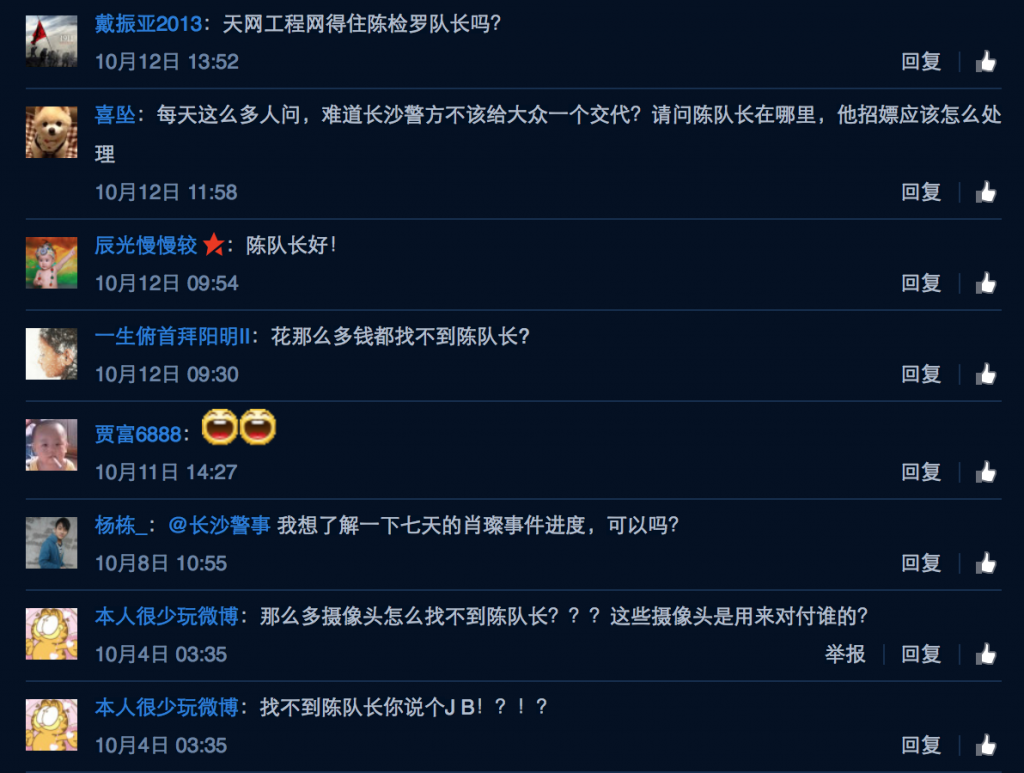 戴振亚2013：天网工程网得住陈检罗队长吗？
10月12日 13:52 回复
喜坠：每天这么多人问，难道长沙警方不该给大众一个交代？请问陈队长在哪里，他招嫖应该怎么处
理
10月12日 11:58 回复
辰光慢慢较：陈队长好！
10月12日 09:54 回复
一生俯首拜阳明II：花那么多钱都找不到陈队长？
10月12日 09:30 回复
贾富6888：
10月11日 14:27 回复
杨栋_：@长沙警事 我想了解一下七天的肖璨事件进度，可以吗？
10月8日 10:55 回复
本人很少玩微博：那么多摄像头怎么找不到陈队长？？？这些摄像头是用来对付谁的？
10月4日 03:35 举报 回复
本人很少玩微博：找不到陈队长你说个J B！？！？
10月4日 03:35 回复